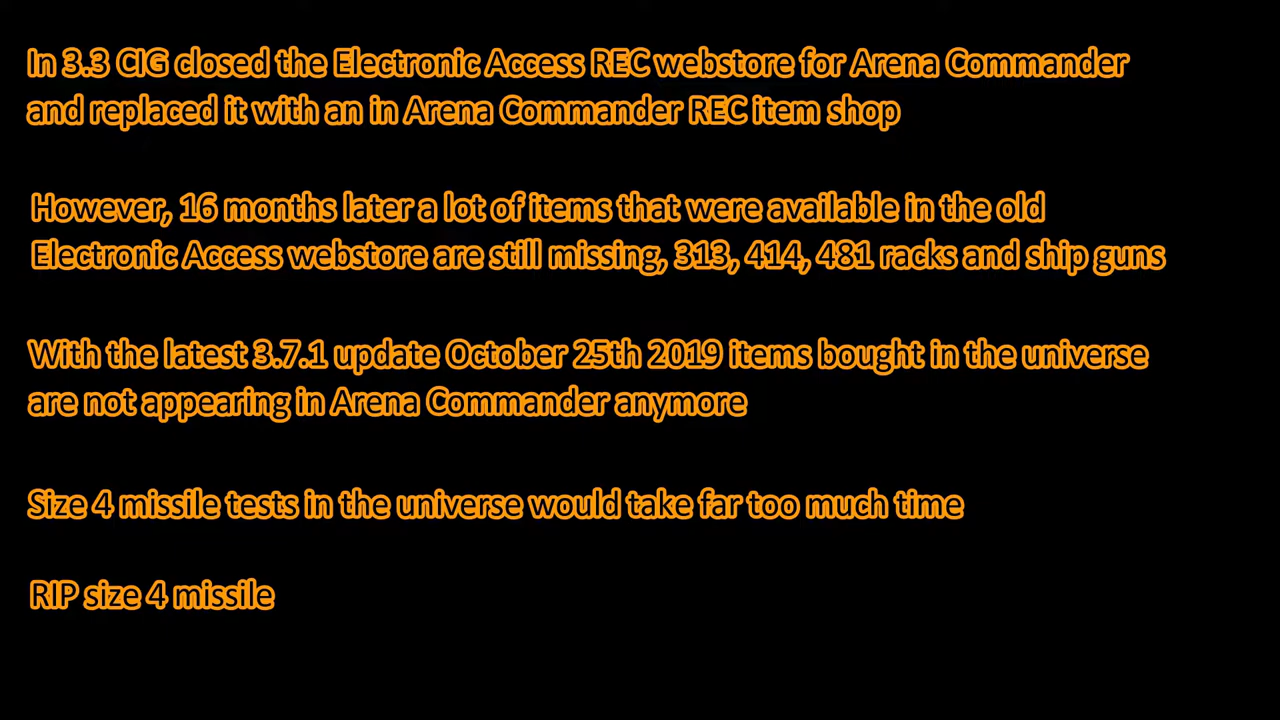 In 3.3 CIG closed the Electronic Access REC webstore for Arena Commander
and replaced it with an in Arena Commander REC item shop
However, 16 months later a lot of items that were available in the old
Electronic Access webstore are still missing, 313, 414, 481 racks and ship guns
With the latest 3.7.1 update October 25th 2019 items bought in the universe
are not appearing in Arena Commander anymore
Size 4 missile tests in the universe would take far too much time
RIP size 4 missile